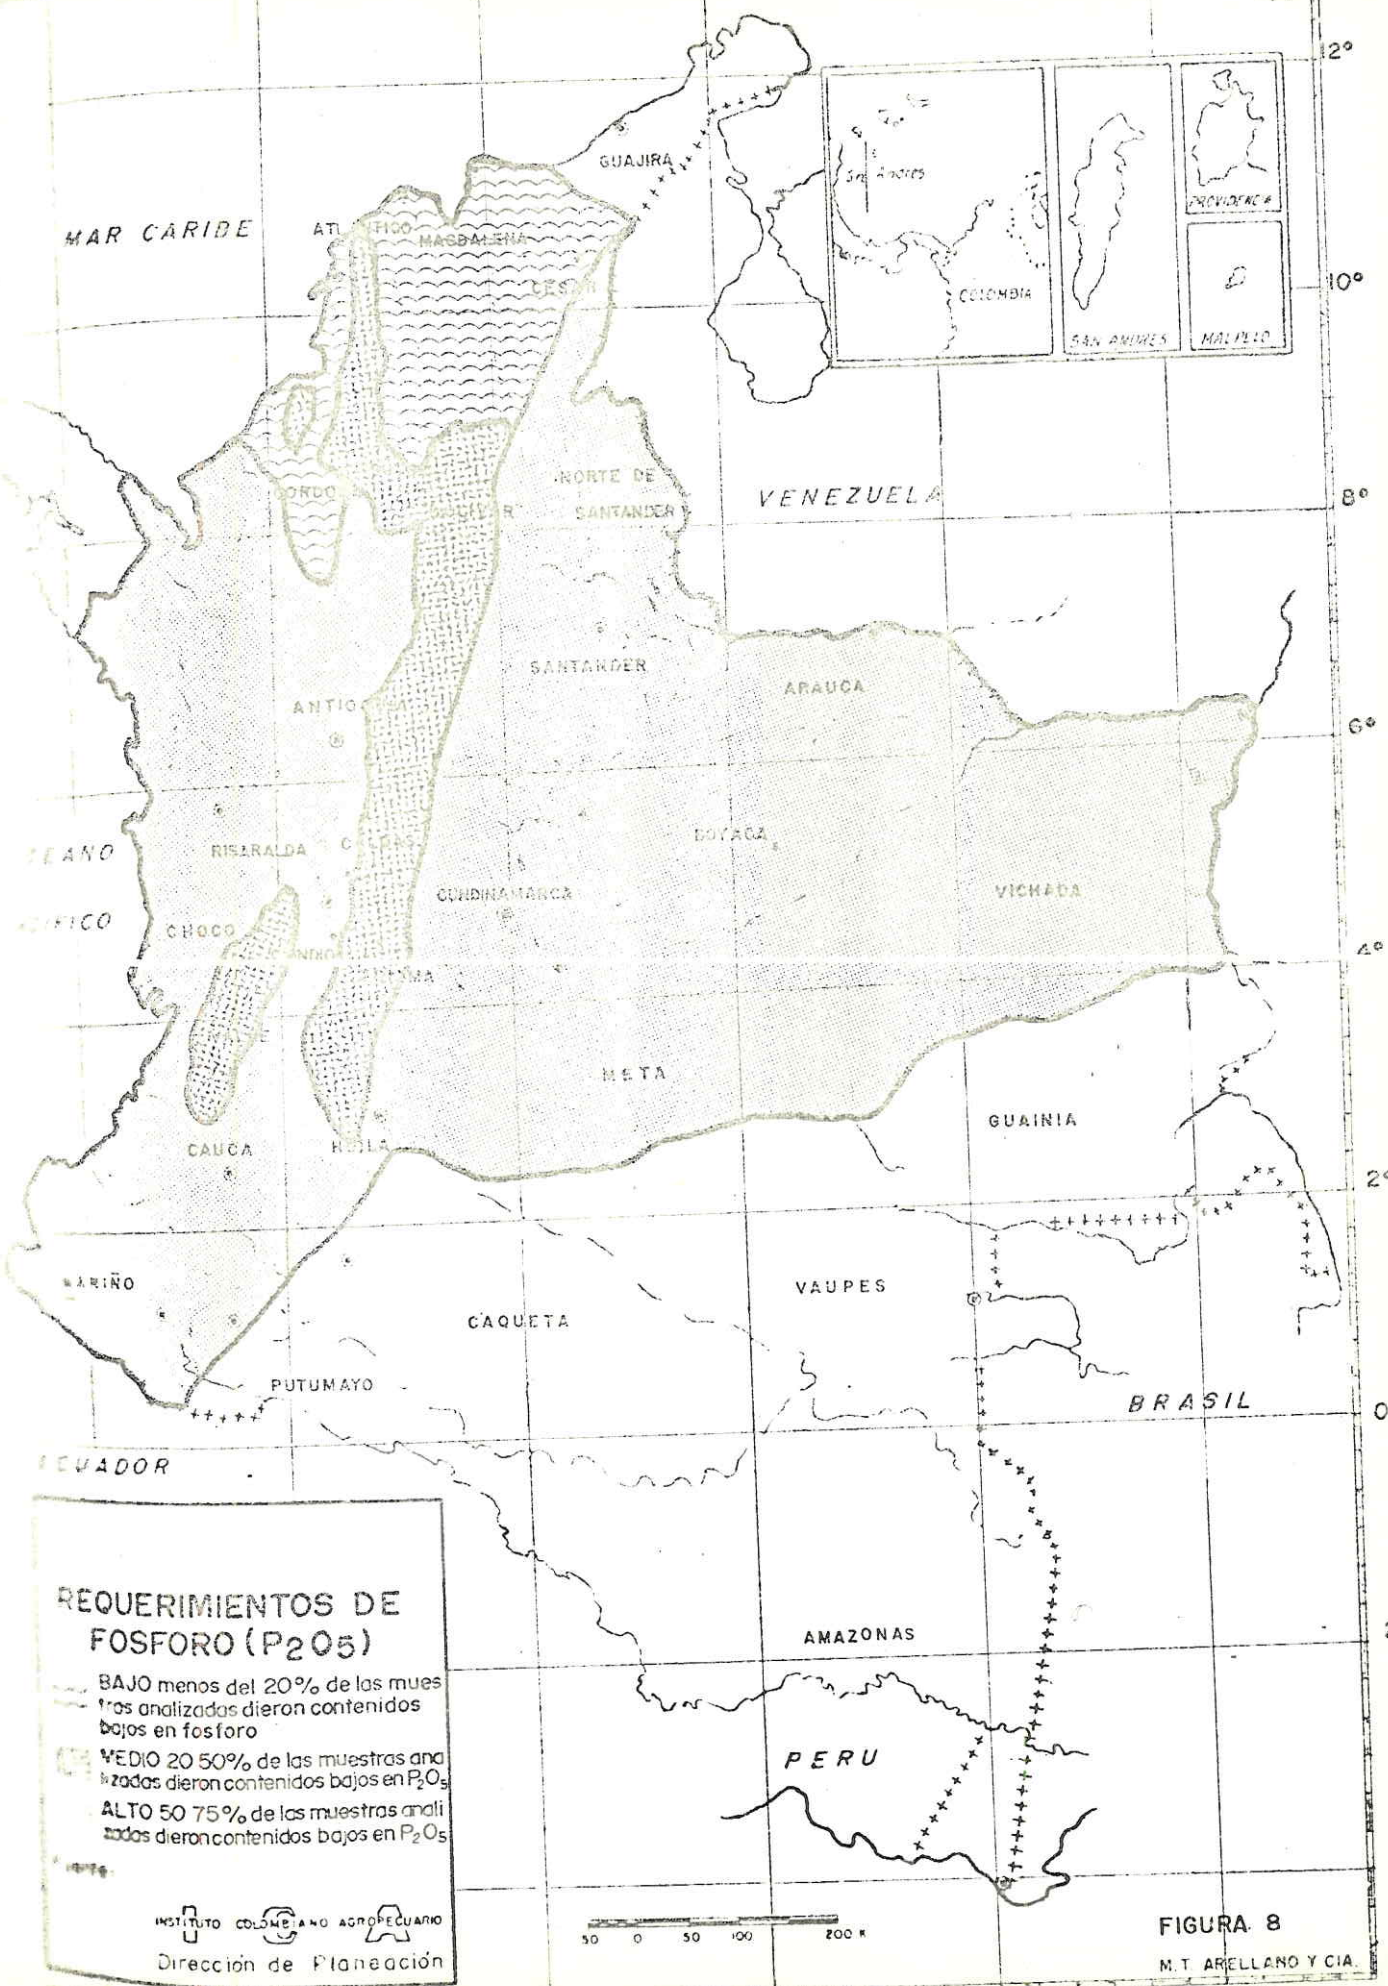 12°
GUAJIRA
San Andres
PROVIDENCIA
MAR CARIBE
MAGDALENA
CESAR
10°
COLOMBIA
SAN ANDRES
MALPELO
NORTE DE
SANTANDER
VENEZUELA
8°
BOLIVAR
SANTANDER
ARAUCA
6°
BOYACA
RISARALDA
CUNDINAMARCA
VICHADA
CHOCO
4°
META
GUAINIA
CAUCA
HUILA
2°
NARIÑO
VAUPES
CAQUETA
PUTUMAYO
BRASIL
0
ECUADOR
REQUERIMIENTOS DE
FOSFORO (P2O5)
BAJO menos del 20% de las mues
tras analizadas dieron contenidos
bajos en fosforo
MEDIO 20 50% de las muestras ana
lizadas dieron contenidos bajos en P2O5
ALTO 50 75% de las muestras anali
zadas dieron contenidos bajos en P2O5
AMAZONAS
PERU
INSTITUTO COLOMBIANO AGROPECUARIO
Dirección de Planeación
50 0 50 100 200 K
FIGURA 8
M.T. ARELLANO Y CIA.